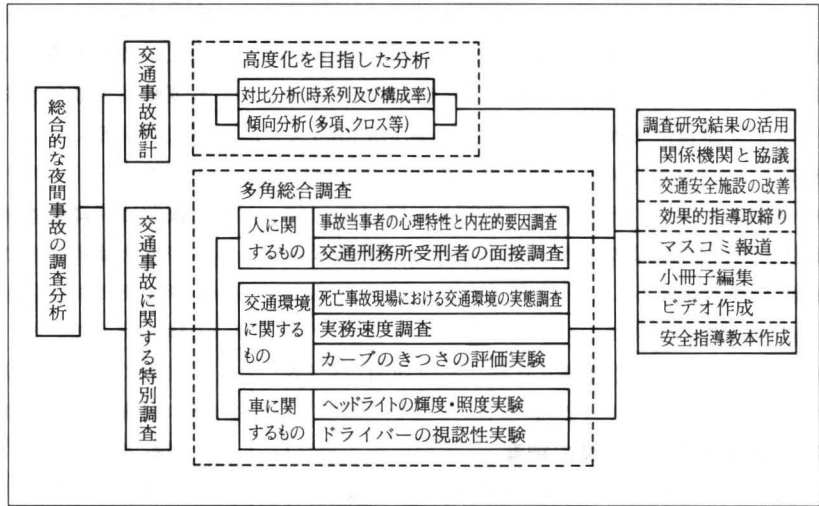 総合的な夜間事故の調査分析
交通事故統計
高度化を目指した分析
対比分析(時系列及び構成率)
傾向分析(多項、クロス等)
交通事故に関する特別調査
多角総合調査
人に関
するもの
事故当事者の心理特性と内在的要因調査
交通刑務所受刑者の面接調査
交通環境
に関する
もの
死亡事故現場における交通環境の実態調査
実務速度調査
カーブのきつさの評価実験
車に関
するもの
ヘッドライトの輝度・照度実験
ドライバーの視認性実験
調査研究結果の活用
関係機関と協議
交通安全施設の改善
効果的指導取締り
マスコミ報道
小冊子編集
ビデオ作成
安全指導教本作成